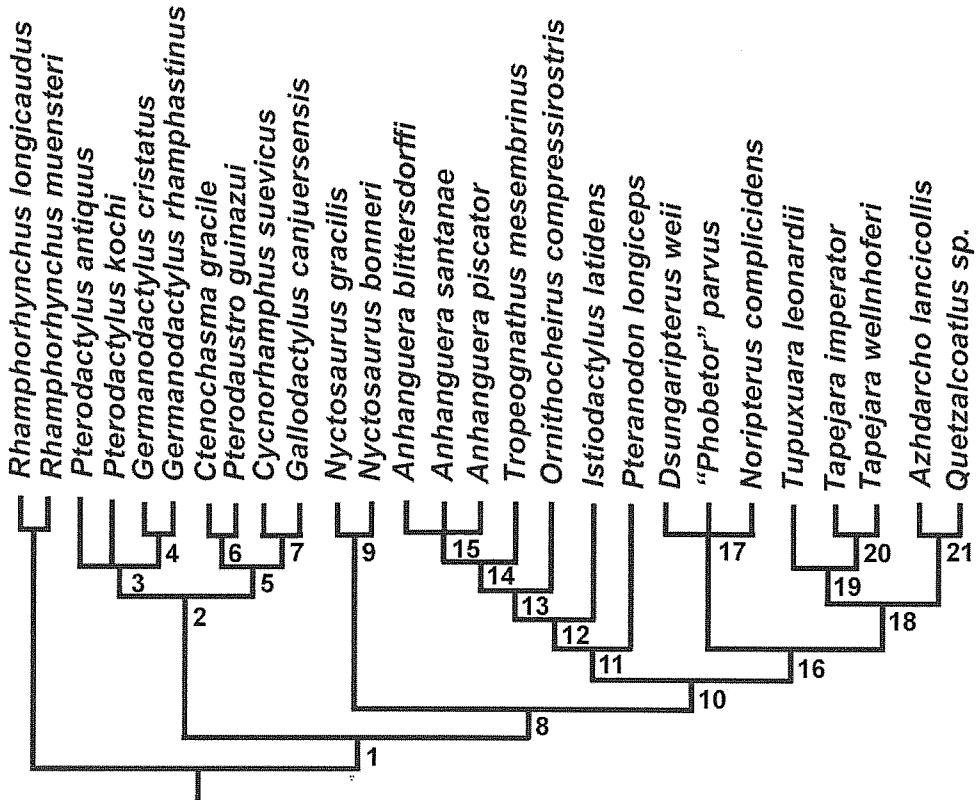 Rhamphorhynchus longicaudus
Rhamphorhynchus muensteri
Pterodactylus antiquus
Pterodactylus kochi
Germanodactylus cristatus
Germanodactylus rhamphastinus
Ctenochasma gracile
Pterodaustro guinazui
Cycnorhamphus suevicus
Gallodactylus canjuersensis
Nyctosaurus gracilis
Nyctosaurus bonneri
Anhanguera blittersdorffi
Anhanguera santanae
Anhanguera piscator
Tropeognathus mesembrinus
Ornithocheirus compressirostris
Istiodactylus latidens
Pteranodon longiceps
Dsungaripterus weii
“Phobetor” parvus
Noripterus complicidens
Tupuxuara leonardii
Tapejara imperator
Tapejara wellnhoferi
Azhdarcho lancicollis
Quetzalcoatlus sp.
4
6
7
9
15
17
20
21
3
5
14
19
2
13
18
12
11
16
10
8
1